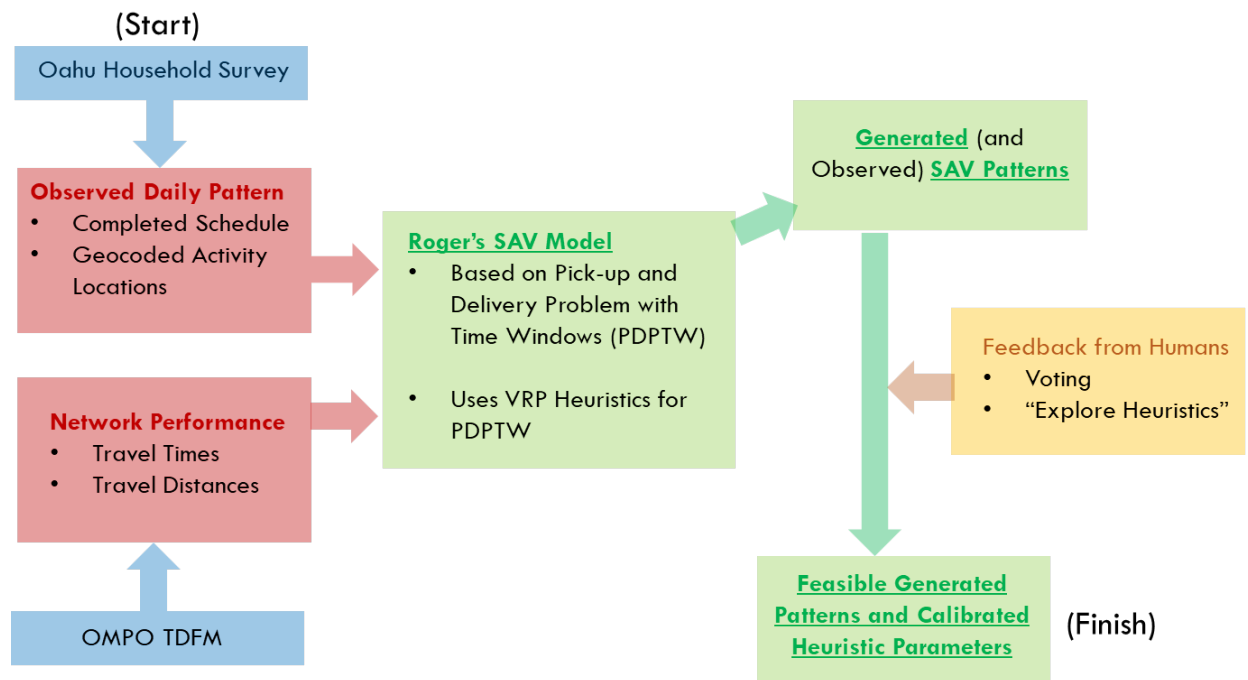 (Start)
Oahu Household Survey
Observed Daily Pattern
• Completed Schedule
• Geocoded Activity
Locations
Network Performance
• Travel Times
• Travel Distances
OMPO TDFM
Roger’s SAV Model
• Based on Pick-up and
Delivery Problem with
Time Windows (PDPTW)
• Uses VRP Heuristics for
PDPTW
Generated (and
Observed) SAV Patterns
Feedback from Humans
• Voting
• “Explore Heuristics”
Feasible Generated
Patterns and Calibrated
Heuristic Parameters
(Finish)